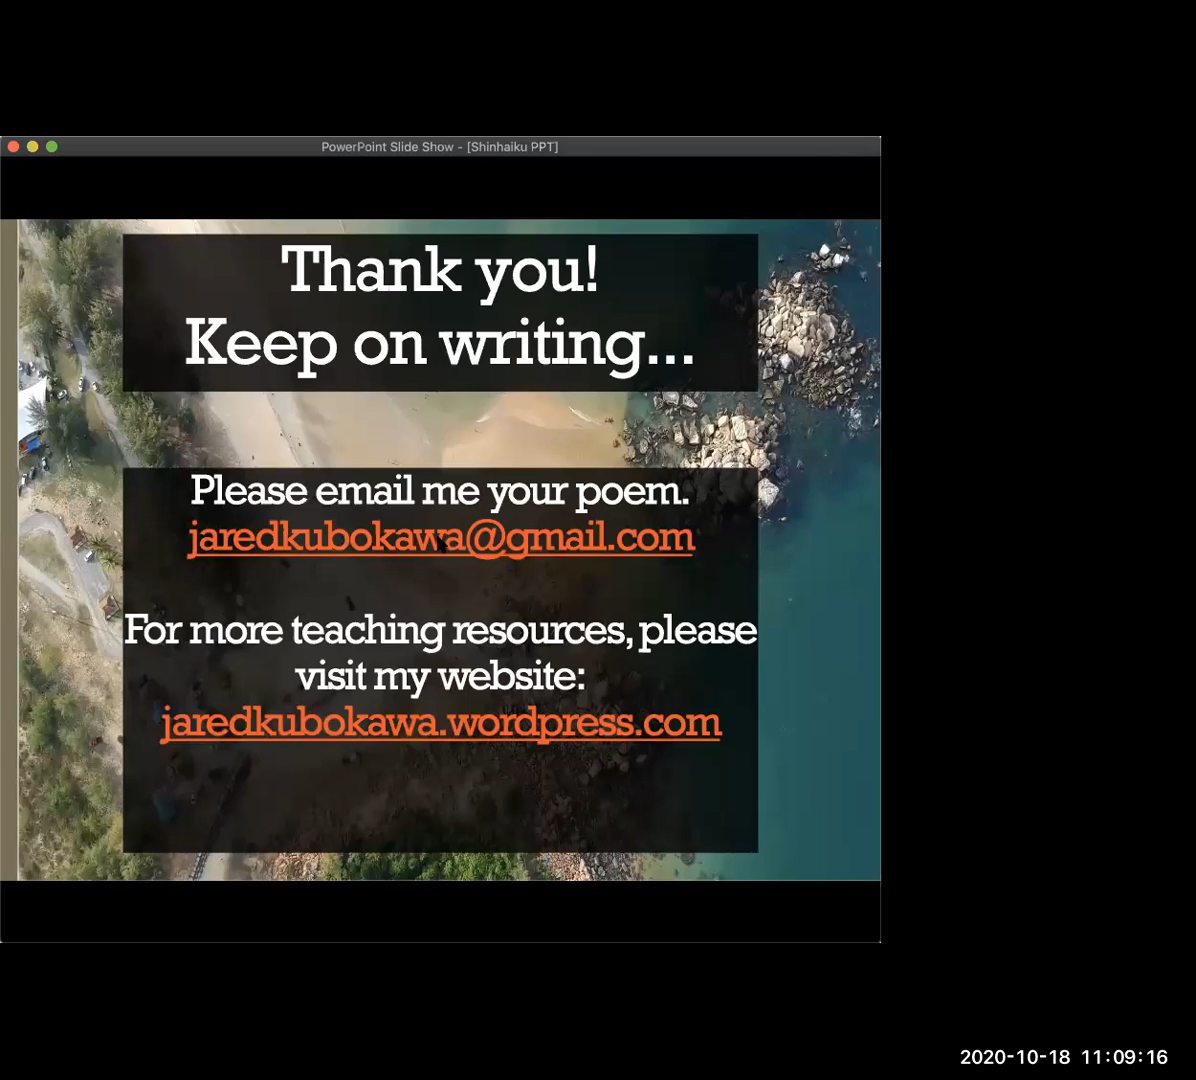 PowerPoint Slide Show - [Shinhaiku PPT]
Thank you!
Keep on writing...
Please email me your poem.
jaredkubokawa@gmail.com
For more teaching resources, please
visit my website:
jaredkubokawa.wordpress.com
2020-10-18 11:09:16